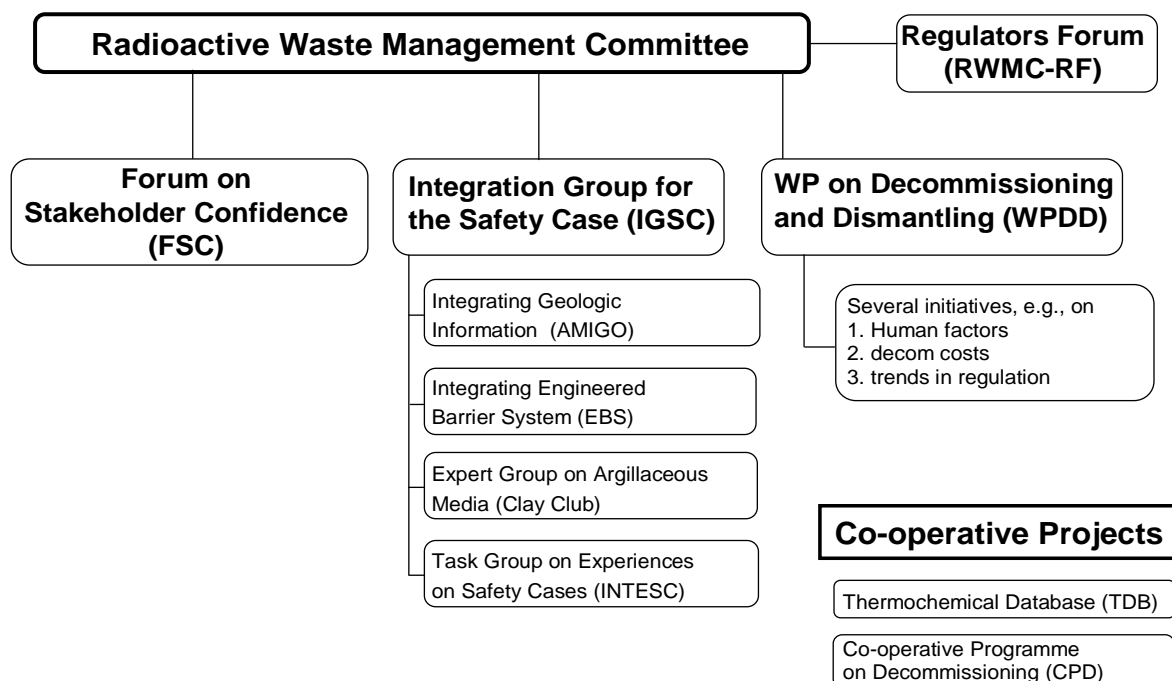 Radioactive Waste Management Committee
Regulators Forum
(RWMC-RF)
Forum on
Stakeholder Confidence
(FSC)
Integration Group for
the Safety Case (IGSC)
WP on Decommissioning
and Dismantling (WPDD)
Integrating Geologic
Information (AMIGO)
Integrating Engineered
Barrier System (EBS)
Expert Group on Argillaceous
Media (Clay Club)
Task Group on Experiences
on Safety Cases (INTESC)
Several initiatives, e.g., on
1. Human factors
2. decom costs
3. trends in regulation
Co-operative Projects
Thermochemical Database (TDB)
Co-operative Programme
on Decommissioning (CPD)